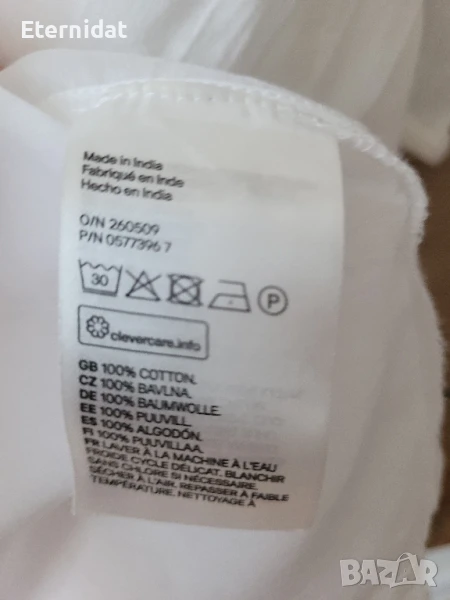 Eternidat
Made in India
Fabriqué en Inde
Hecho en India
O/N 260509
P/N 0577396 7
30
P
clevercare.info
GB 100% COTTON.
CZ 100% BAVLNA.
DE 100% BAUMWOLLE.
EE 100% PUUVILL.
ES 100% ALGODÓN.
FI 100% PUUVILLAA.
FR LAVER À LA MACHINE À L'EAU
FROIDE CYCLE DÉLICAT. BLANCHIR
SANS CHLORE SI NÉCESSAIRE.
SÉCHER À L'AIR. REPASSER À FAIBLE
TEMPÉRATURE. NETTOYAGE À
BAZAR